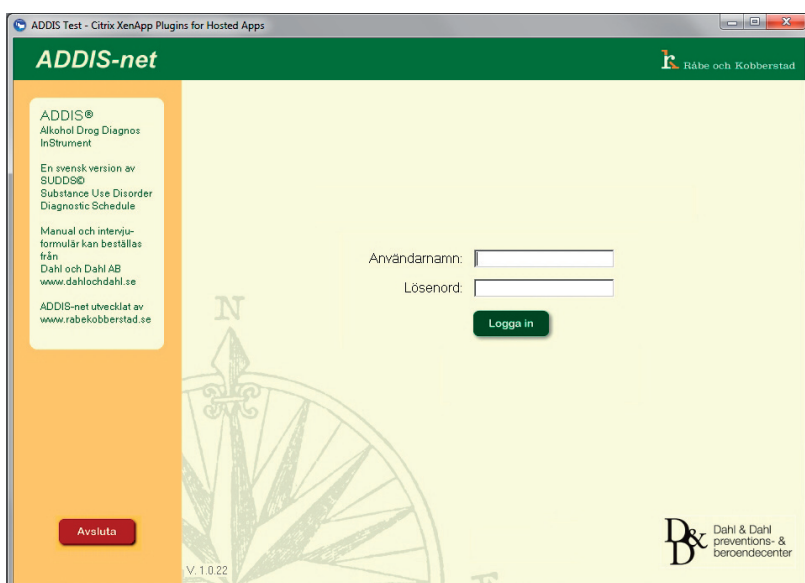 ADDIS Test - Citrix XenApp Plugins for Hosted Apps
ADDIS-net
Råbe och Kobberstad
ADDIS®
Alkohol Drog Diagnos
InStrument
En svensk version av
SUDDS©
Substance Use Disorder
Diagnostic Schedule
Manual och intervju-
formulär kan beställas
från
Dahl och Dahl AB
www.dahlochdahl.se
ADDIS-net utvecklat av
www.rabekobberstad.se
Användarnamn:
Lösenord:
Logga in
N
Avsluta
V. 1.0.22
D&D
Dahl & Dahl
preventions- &
beroendecenter